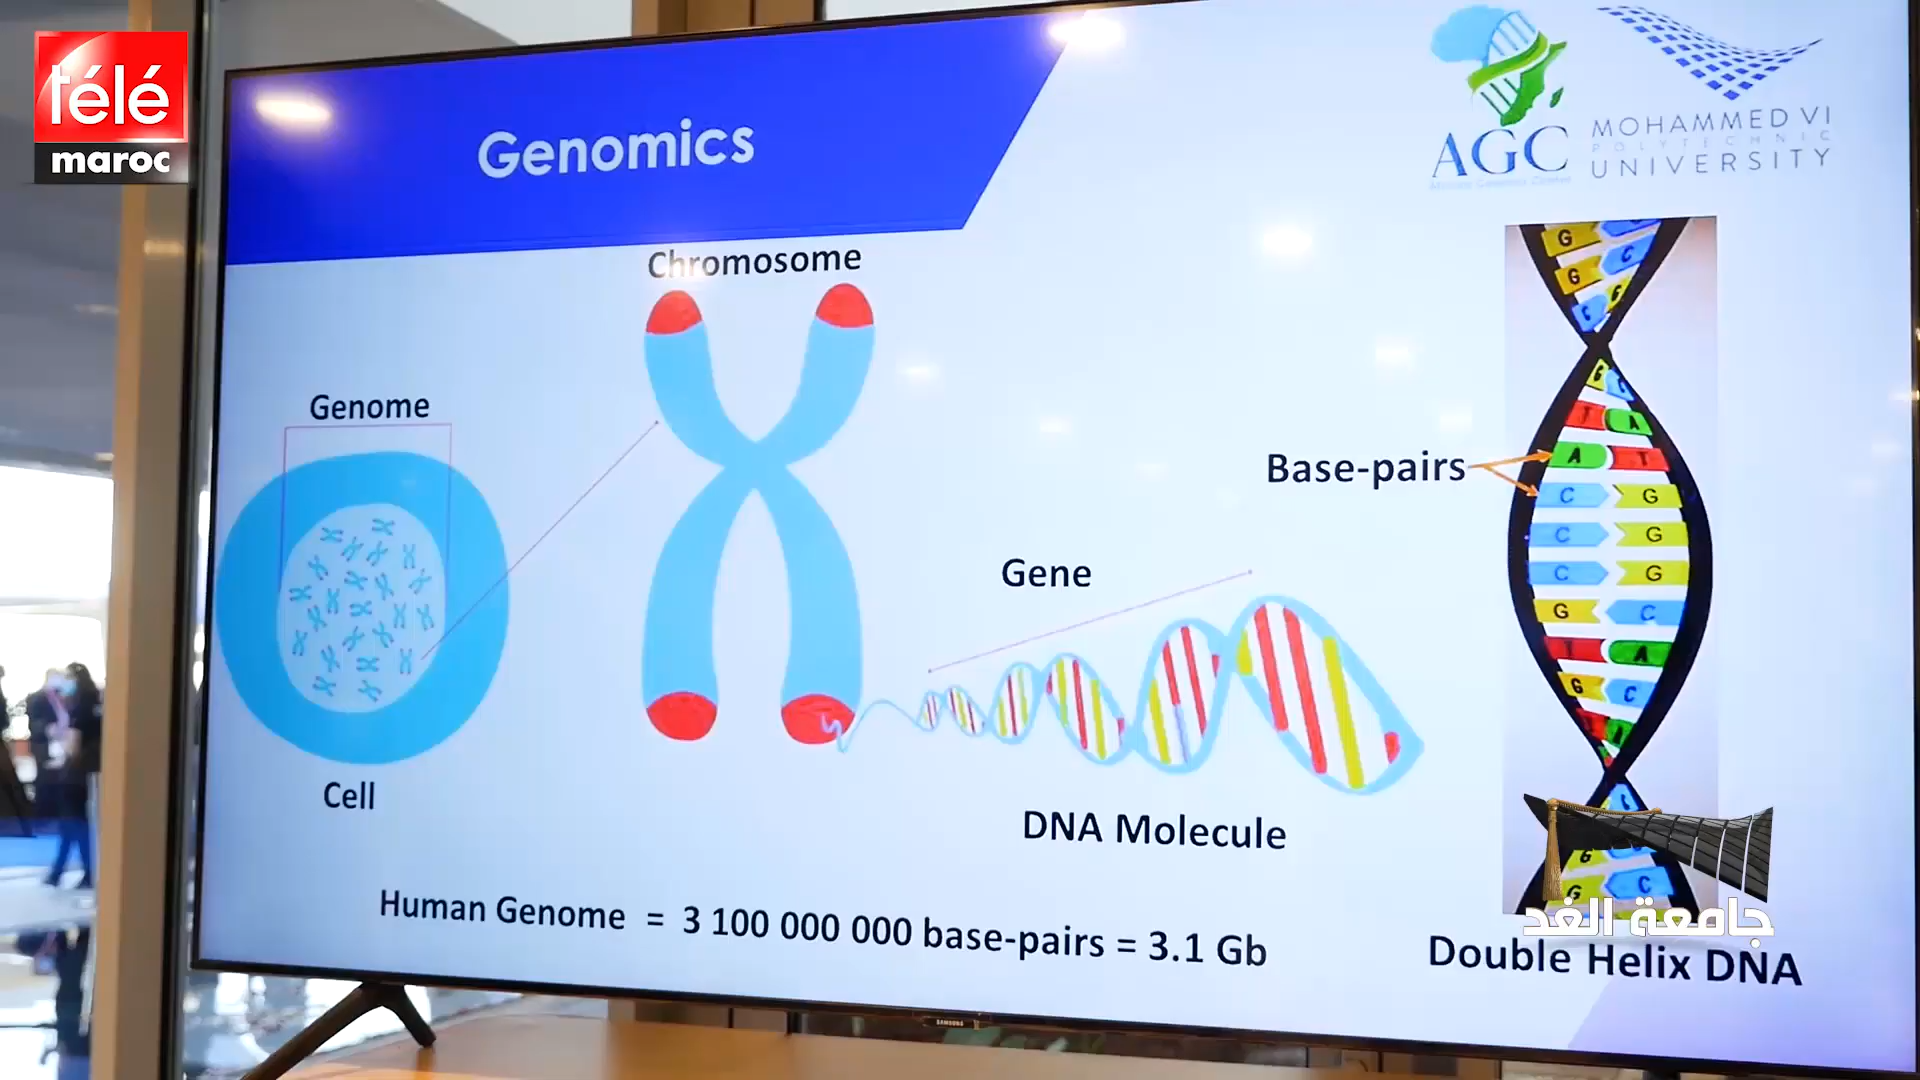 télé
maroc
Genomics
AGC
MOHAMMED VI
POLYTECHNIC
UNIVERSITY
Chromosome
Genome
Cell
Gene
DNA Molecule
Base-pairs
G
G C
G
C G
G C
T A
A T
C G
C G
C G
G C
T A
G C
T A
C
G
G C
جامعة الغد
Double Helix DNA
Human Genome = 3 100 000 000 base-pairs = 3.1 Gb
SAMSUNG